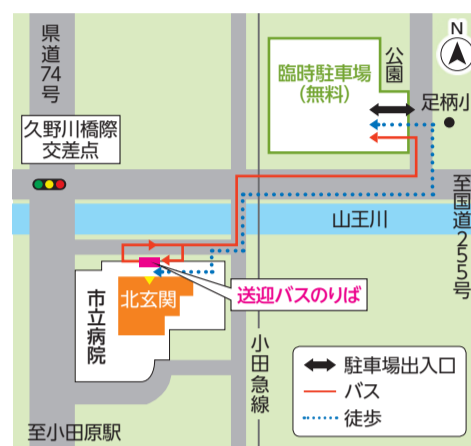 県道74号
久野川橋際
交差点
臨時駐車場
(無料)
公園
N
足柄小
至国道255号
山王川
北玄関
送迎バスのりば
市立病院
小田急線
駐車場出入口
バス
徒歩
至小田原駅